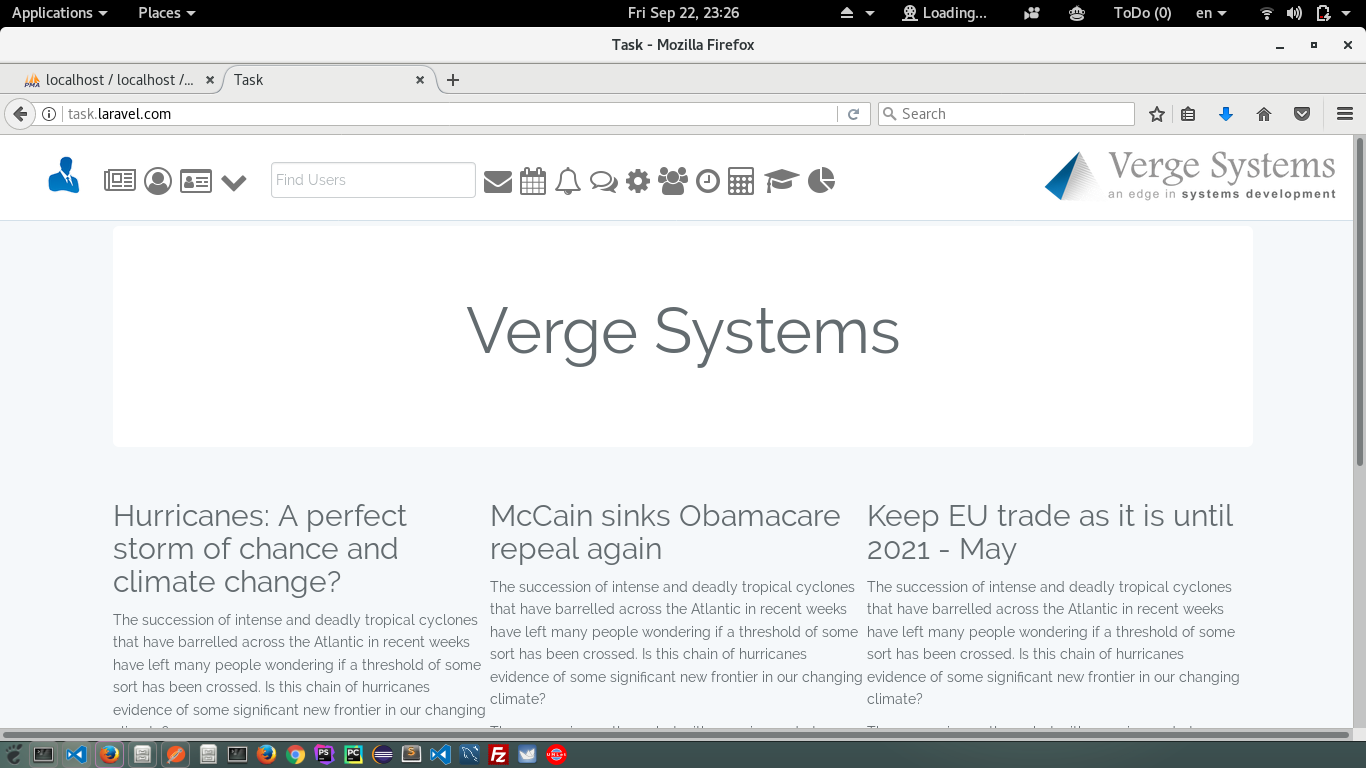 Applications Places Fri Sep 22, 23:26 Loading... ToDo (0) en
Task - Mozilla Firefox
PMA localhost / localhost /... Task
task.laravel.com Search
Find Users
Verge Systems
an edge in systems development
Verge Systems
Hurricanes: A perfect
storm of chance and
climate change?
The succession of intense and deadly tropical cyclones
that have barrelled across the Atlantic in recent weeks
have left many people wondering if a threshold of some
sort has been crossed. Is this chain of hurricanes
evidence of some significant new frontier in our changing
McCain sinks Obamacare
repeal again
The succession of intense and deadly tropical cyclones
that have barrelled across the Atlantic in recent weeks
have left many people wondering if a threshold of some
sort has been crossed. Is this chain of hurricanes
evidence of some significant new frontier in our changing
climate?
Keep EU trade as it is until
2021 - May
The succession of intense and deadly tropical cyclones
that have barrelled across the Atlantic in recent weeks
have left many people wondering if a threshold of some
sort has been crossed. Is this chain of hurricanes
evidence of some significant new frontier in our changing
climate?
PS PC S FZ